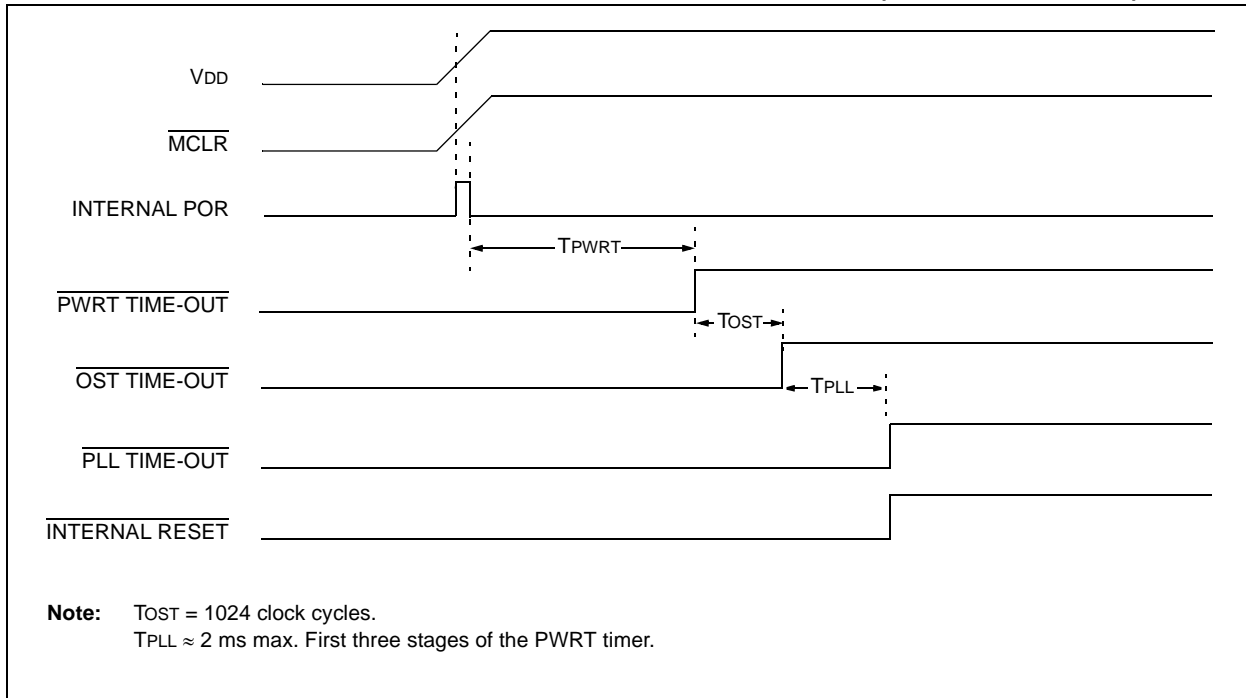 VDD
MCLR
INTERNAL POR
TPWRT
PWRT TIME-OUT
TOST
OST TIME-OUT
TPLL
PLL TIME-OUT
INTERNAL RESET
Note: TOST = 1024 clock cycles.
TPLL ≈ 2 ms max. First three stages of the PWRT timer.